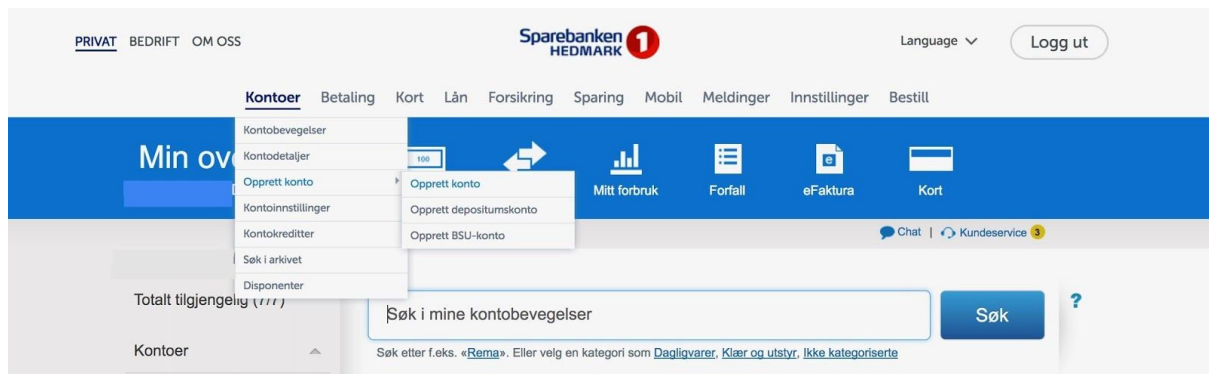 PRIVAT BEDRIFT OM OSS
Sparebanken 1
HEDMARK
Language
Logg ut
Kontoer Betaling Kort Lån Forsikring Sparing Mobil Meldinger Innstillinger Bestill
Kontobevegelser
Kontodetaljer
Opprett konto
Kontoinnstillinger
Kontokreditter
Søk i arkivet
Disponenter
Opprett konto
Opprett depositumskonto
Opprett BSU-konto
Min
100
Mitt forbruk
Forfall
e
eFaktura
Kort
Chat | Kundeservice 3
Totalt tilgjengelig (7/7)
Kontoer
Søk i mine kontobevegelser
Søk
?
Søk etter f.eks. «Rema». Eller velg en kategori som Dagligvarer, Klær og utstyr, Ikke kategoriserte